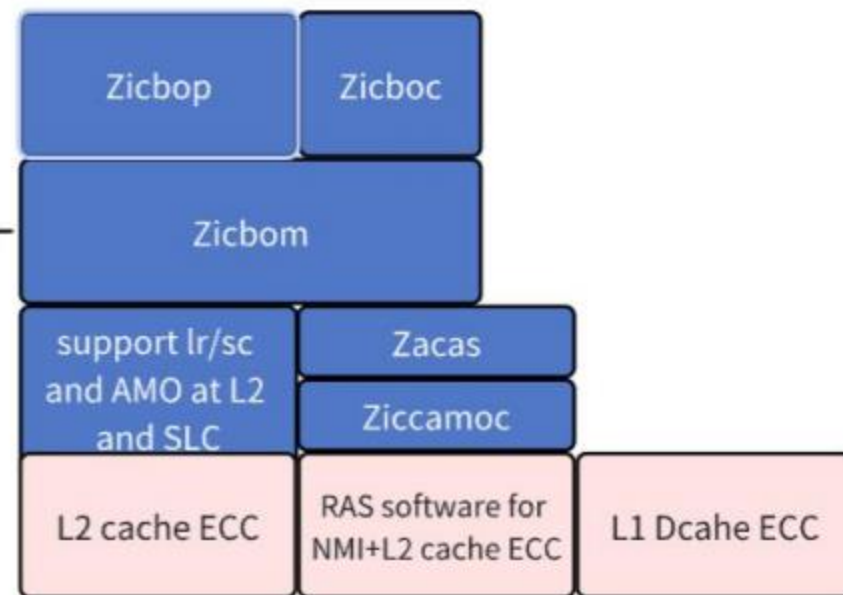 Zicbop
Zicboc
Zicbom
support lr/sc
and AMO at L2
and SLC
Zacas
Ziccamoc
L2 cache ECC
RAS software for
NMI+L2 cache ECC
L1 Dcahe ECC